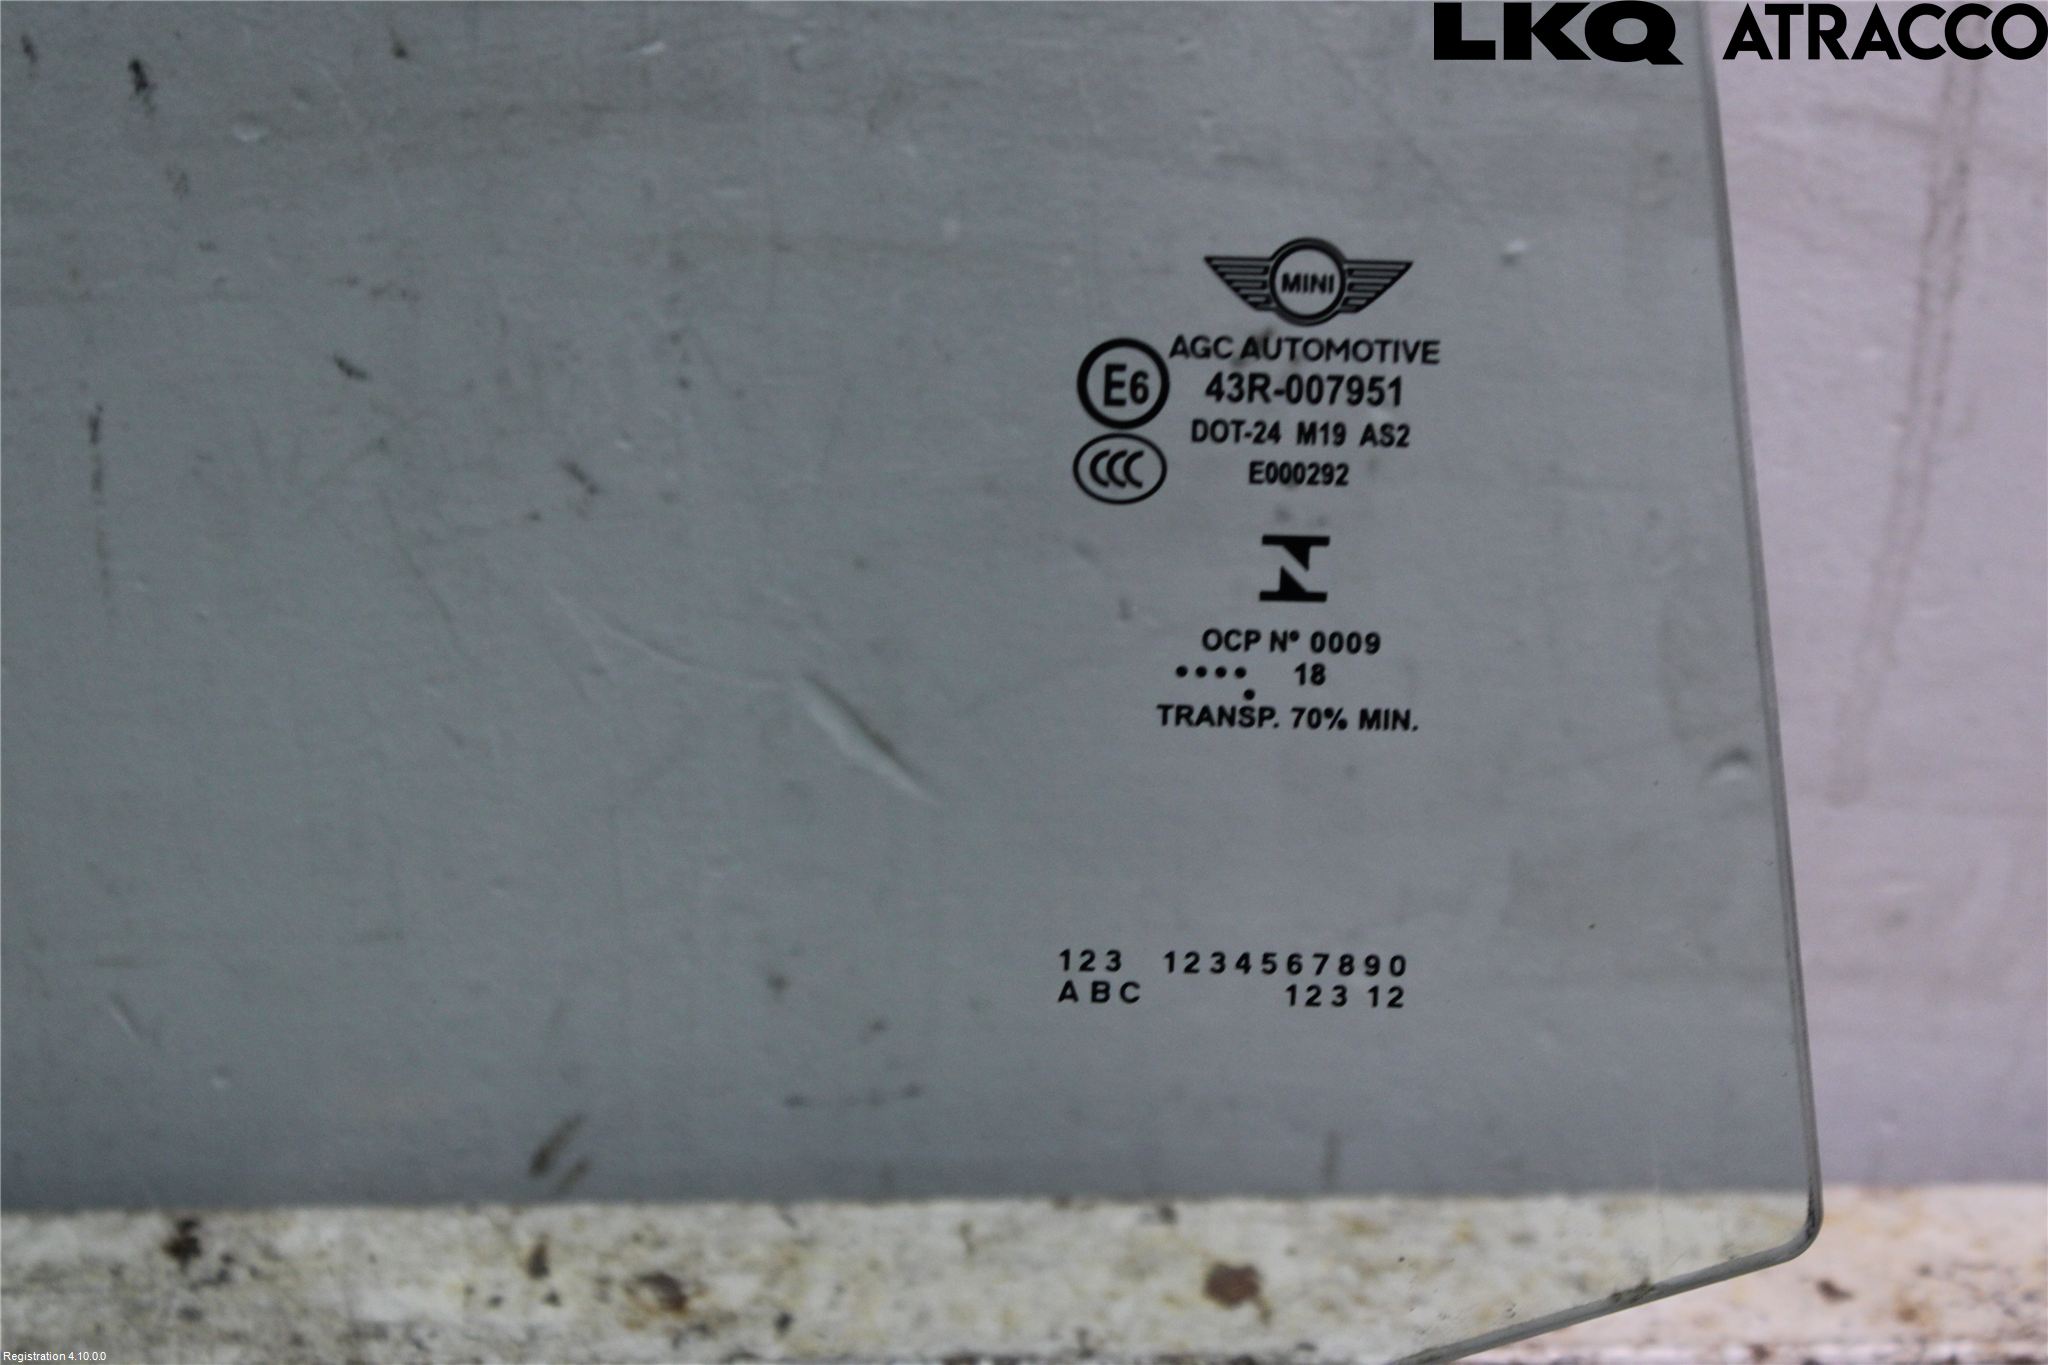 LKQ ATRACCO
MINI
AGC AUTOMOTIVE
E6 43R-007951
DOT-24 M19 AS2
CCC E000292
OCP Nº 0009
•••• 18
•
TRANSP. 70% MIN.
123 1234567890
ABC 123 12
Registration 4.10.0.0